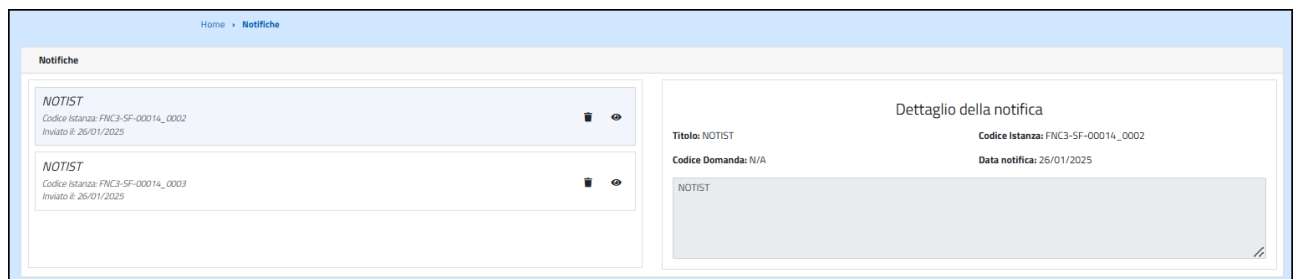 Home › Notifiche
Notifiche
NOTIST
Codice Istanza: FNC3-SF-00014_0002
Inviato il: 26/01/2025
NOTIST
Codice Istanza: FNC3-SF-00014_0003
Inviato il: 26/01/2025
Dettaglio della notifica
Titolo: NOTIST Codice Istanza: FNC3-SF-00014_0002
Codice Domanda: N/A Data notifica: 26/01/2025
NOTIST